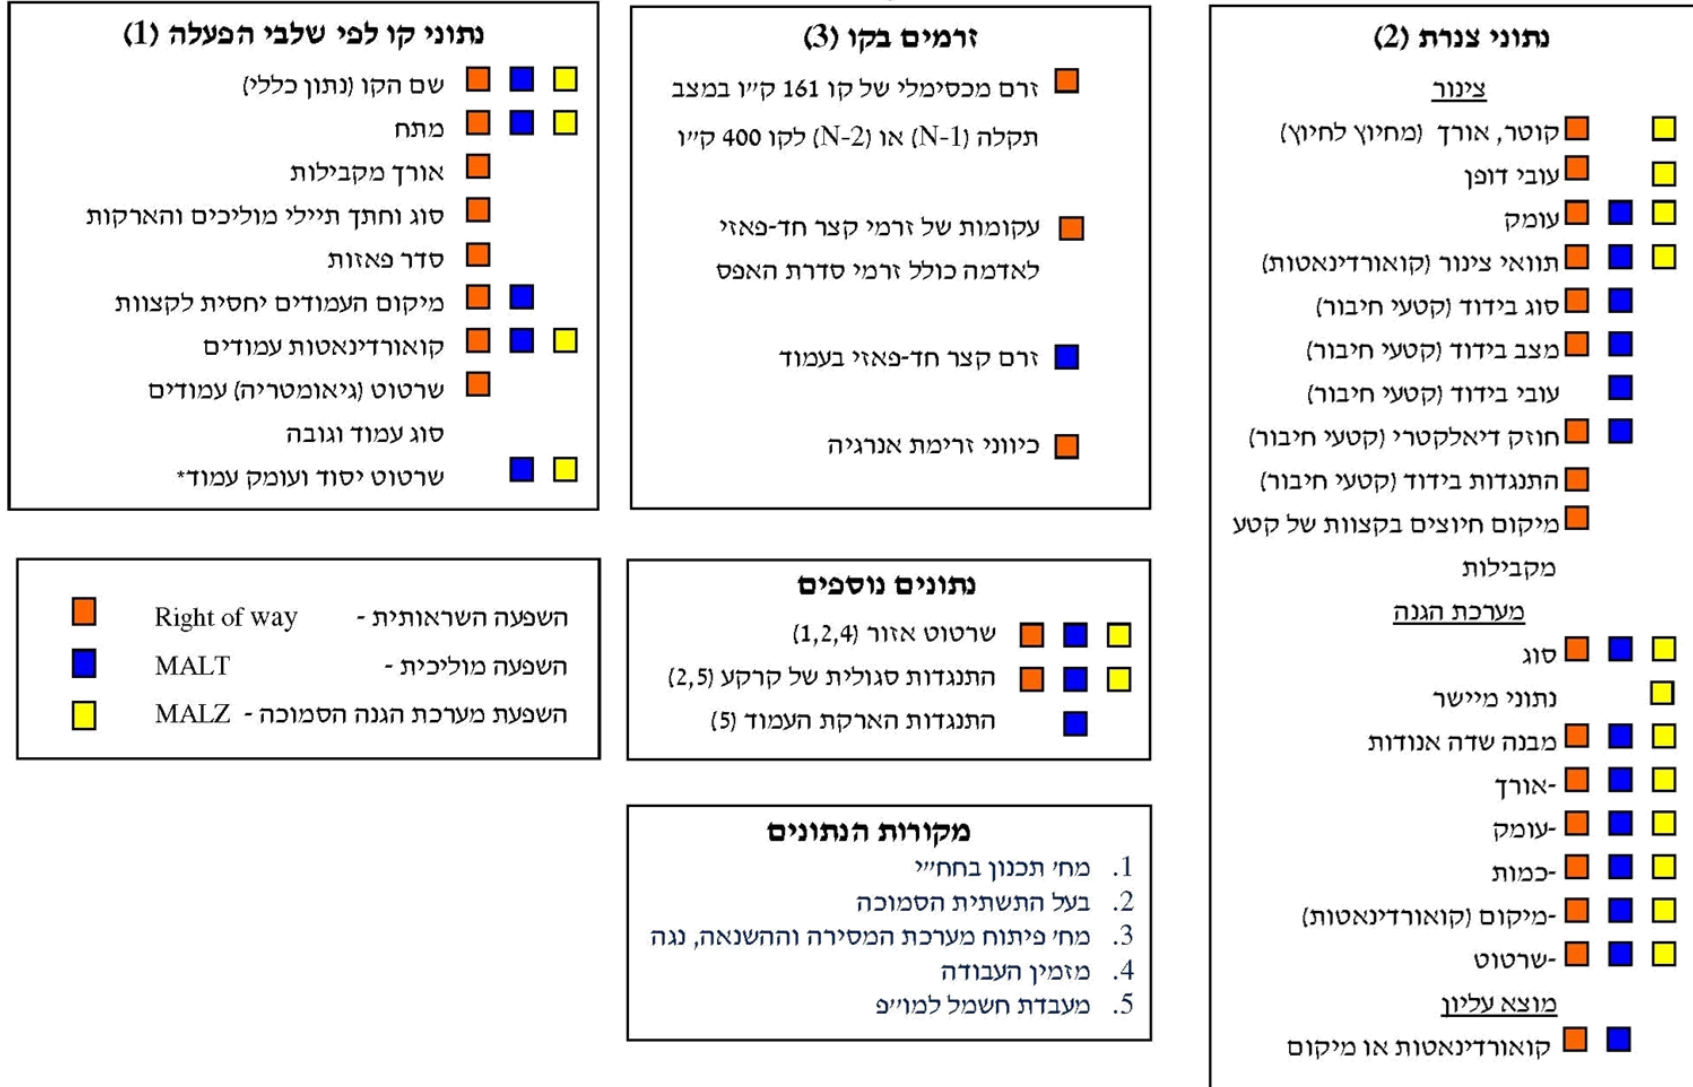 נתוני צנרת (2)
צינור
קוטר, אורך (מחיוץ לחיוץ)
עובי דופן
עומק
תוואי צינור (קואורדינאטות)
סוג בידוד (קטעי חיבור)
מצב בידוד (קטעי חיבור)
עובי בידוד (קטעי חיבור)
חוזק דיאלקטרי (קטעי חיבור)
התנגדות בידוד (קטעי חיבור)
מיקום חיוצים בקצוות של קטע
מקבילות
מערכת הגנה
סוג
נתוני מיישר
מבנה שדה אנודות
-אורך
-עומק
-כמות
-מיקום (קואורדינאטות)
-שרטוט
מוצא עליון
קואורדינאטות או מיקום
זרמים בקו (3)
זרם מכסימלי של קו 161 ק״ו במצב
תקלה (N-1) או (N-2) לקו 400 ק״ו
עקומות של זרמי קצר חד-פאזי
לאדמה כולל זרמי סדרת האפס
זרם קצר חד-פאזי בעמוד
כיווני זרימת אנרגיה
נתוני קו לפי שלבי הפעלה (1)
שם הקו (נתון כללי)
מתח
אורך מקבילות
סוג וחתך תיילי מוליכים והארקות
סדר פאזות
מיקום העמודים יחסית לקצוות
קואורדינאטות עמודים
שרטוט (גיאומטריה) עמודים
סוג עמוד וגובה
שרטוט יסוד ועומק עמוד*
נתונים נוספים
שרטוט אזור (1,2,4)
התנגדות סגולית של קרקע (2,5)
התנגדות הארקת העמוד (5)
השפעה השראותית - Right of way
השפעה מוליכית - MALT
השפעת מערכת הגנה הסמוכה - MALZ
מקורות הנתונים
1. מח׳ תכנון בחח״י
2. בעל התשתית הסמוכה
3. מח׳ פיתוח מערכת המסירה וההשנאה, נגה
4. מזמין העבודה
5. מעבדת חשמל למו״פ